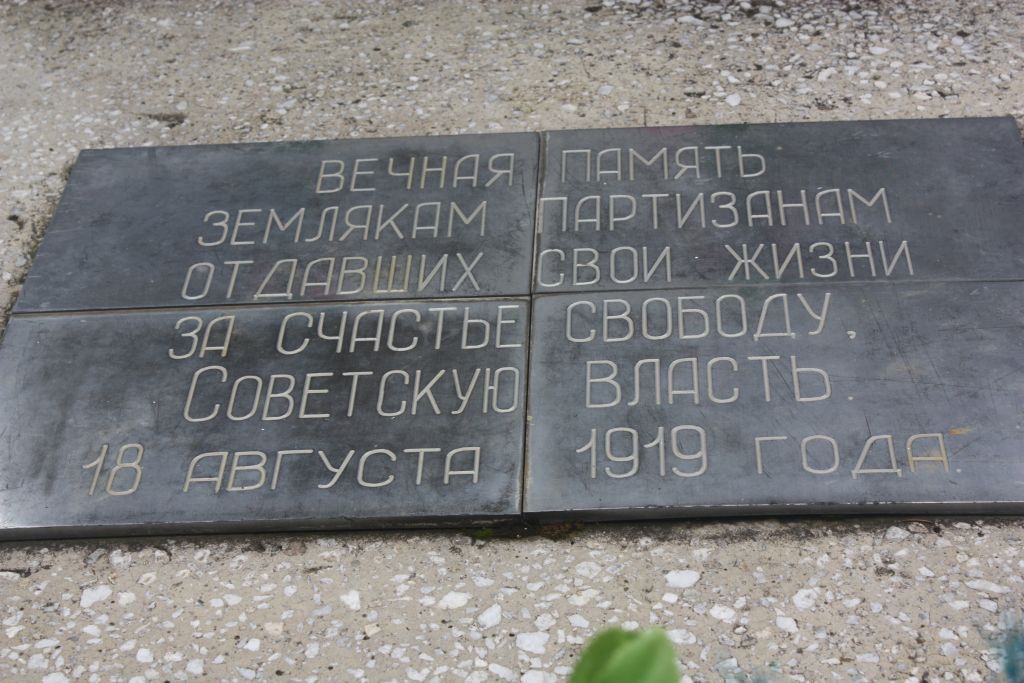 ВЕЧНАЯ ПАМЯТЬ
ЗЕМЛЯКАМ ПАРТИЗАНАМ
ОТДАВШИХ СВОИ ЖИЗНИ
ЗА СЧАСТЬЕ СВОБОДУ,
СОВЕТСКУЮ ВЛАСТЬ.
18 АВГУСТА 1919 ГОДА.